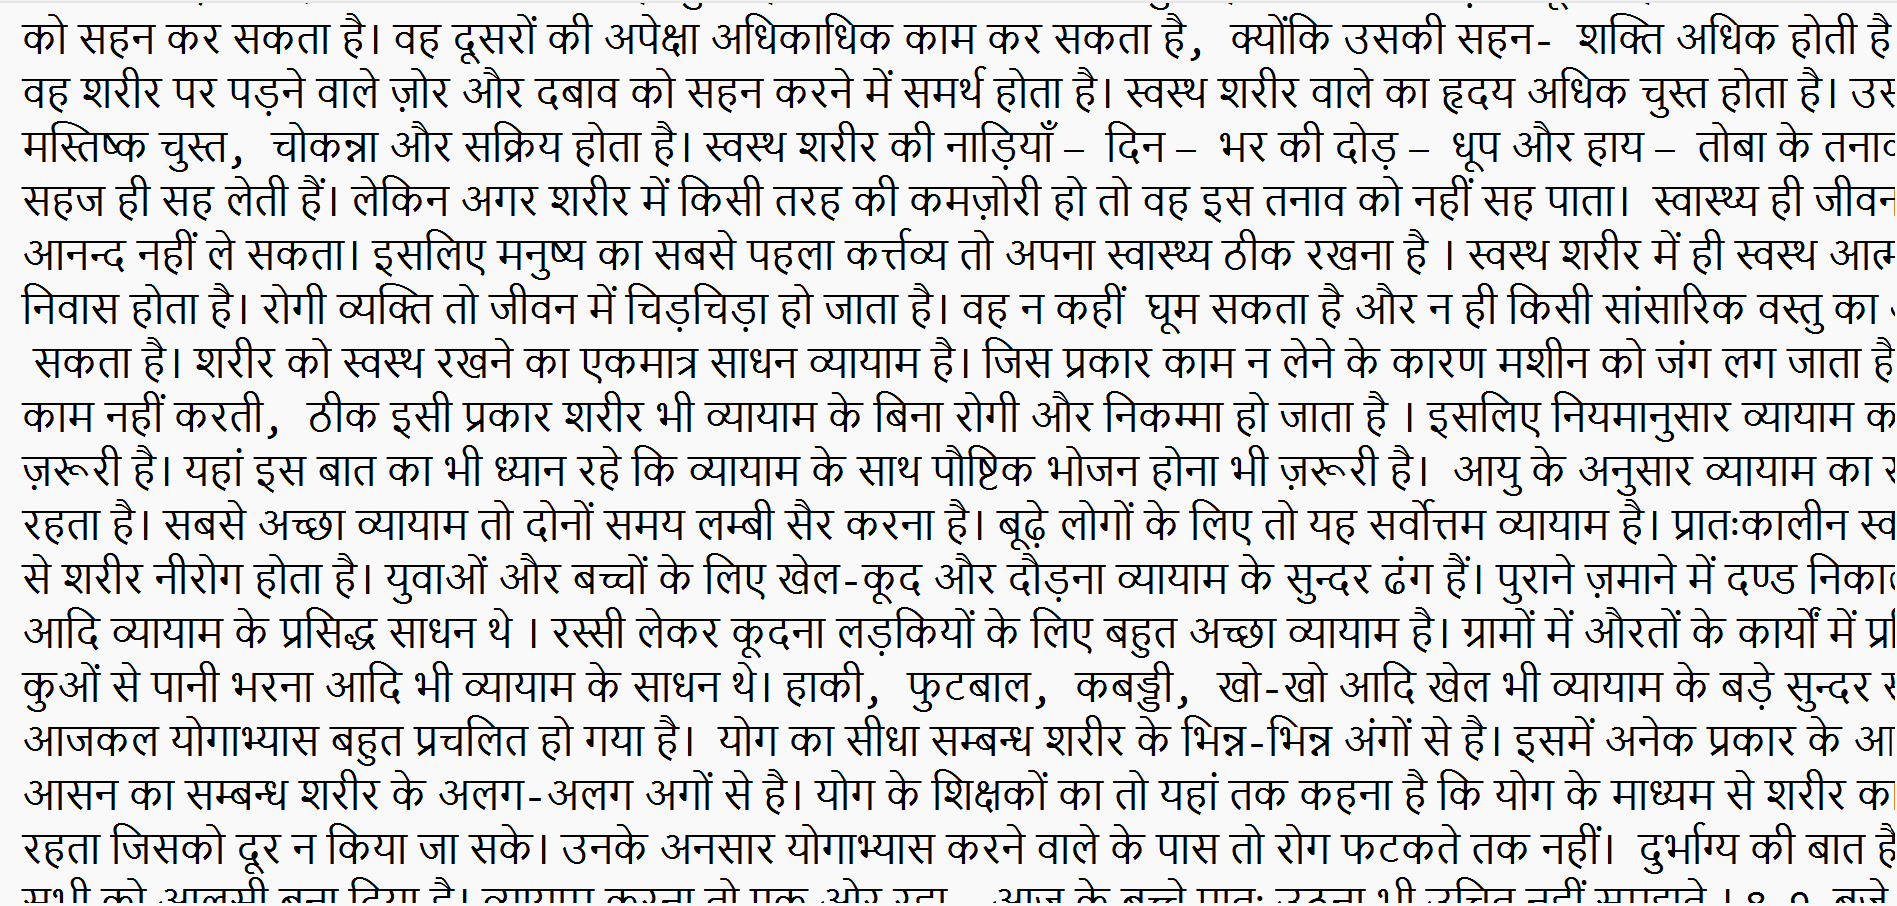 को सहन कर सकता है। वह दूसरों की अपेक्षा अधिकाधिक काम कर सकता है, क्योंकि उसकी सहन- शक्ति अधिक होती है
वह शरीर पर पड़ने वाले ज़ोर और दबाव को सहन करने में समर्थ होता है। स्वस्थ शरीर वाले का हृदय अधिक चुस्त होता है।
मस्तिष्क चुस्त, चोकन्ना और सक्रिय होता है। स्वस्थ शरीर की नाड़ियाँ – दिन – भर की दोड़ – धूप और हाय – तोबा के
सहज ही सह लेती हैं। लेकिन अगर शरीर में किसी तरह की कमज़ोरी हो तो वह इस तनाव को नहीं सह पाता। स्वास्थ्य ही
आनन्द नहीं ले सकता। इसलिए मनुष्य का सबसे पहला कर्त्तव्य तो अपना स्वास्थ्य ठीक रखना है । स्वस्थ शरीर में ही स्वस्थ
निवास होता है। रोगी व्यक्ति तो जीवन में चिड़चिड़ा हो जाता है। वह न कहीं घूम सकता है और न ही किसी सांसारिक वस्तु का
सकता है। शरीर को स्वस्थ रखने का एकमात्र साधन व्यायाम है। जिस प्रकार काम न लेने के कारण मशीन को जंग लग जाता है
काम नहीं करती, ठीक इसी प्रकार शरीर भी व्यायाम के बिना रोगी और निकम्मा हो जाता है । इसलिए नियमानुसार व्यायाम
ज़रूरी है। यहां इस बात का भी ध्यान रहे कि व्यायाम के साथ पौष्टिक भोजन होना भी ज़रूरी है। आयु के अनुसार व्यायाम का
रहता है। सबसे अच्छा व्यायाम तो दोनों समय लम्बी सैर करना है। बूढ़े लोगों के लिए तो यह सर्वोत्तम व्यायाम है। प्रातःकालीन
से शरीर नीरोग होता है। युवाओं और बच्चों के लिए खेल-कूद और दौड़ना व्यायाम के सुन्दर ढंग हैं। पुराने ज़माने में दण्ड
आदि व्यायाम के प्रसिद्ध साधन थे । रस्सी लेकर कूदना लड़कियों के लिए बहुत अच्छा व्यायाम है। ग्रामों में औरतों के कार्यों में
कुओं से पानी भरना आदि भी व्यायाम के साधन थे। हाकी, फुटबाल, कबड्डी, खो-खो आदि खेल भी व्यायाम के बड़े सुन्दर
आजकल योगाभ्यास बहुत प्रचलित हो गया है। योग का सीधा सम्बन्ध शरीर के भिन्न-भिन्न अंगों से है। इसमें अनेक प्रकार के
आसन का सम्बन्ध शरीर के अलग-अलग अगों से है। योग के शिक्षकों का तो यहां तक कहना है कि योग के माध्यम से शरीर
रहता जिसको दूर न किया जा सके। उनके अनसार योगाभ्यास करने वाले के पास तो रोग फटकते तक नहीं। दुर्भाग्य की बात है